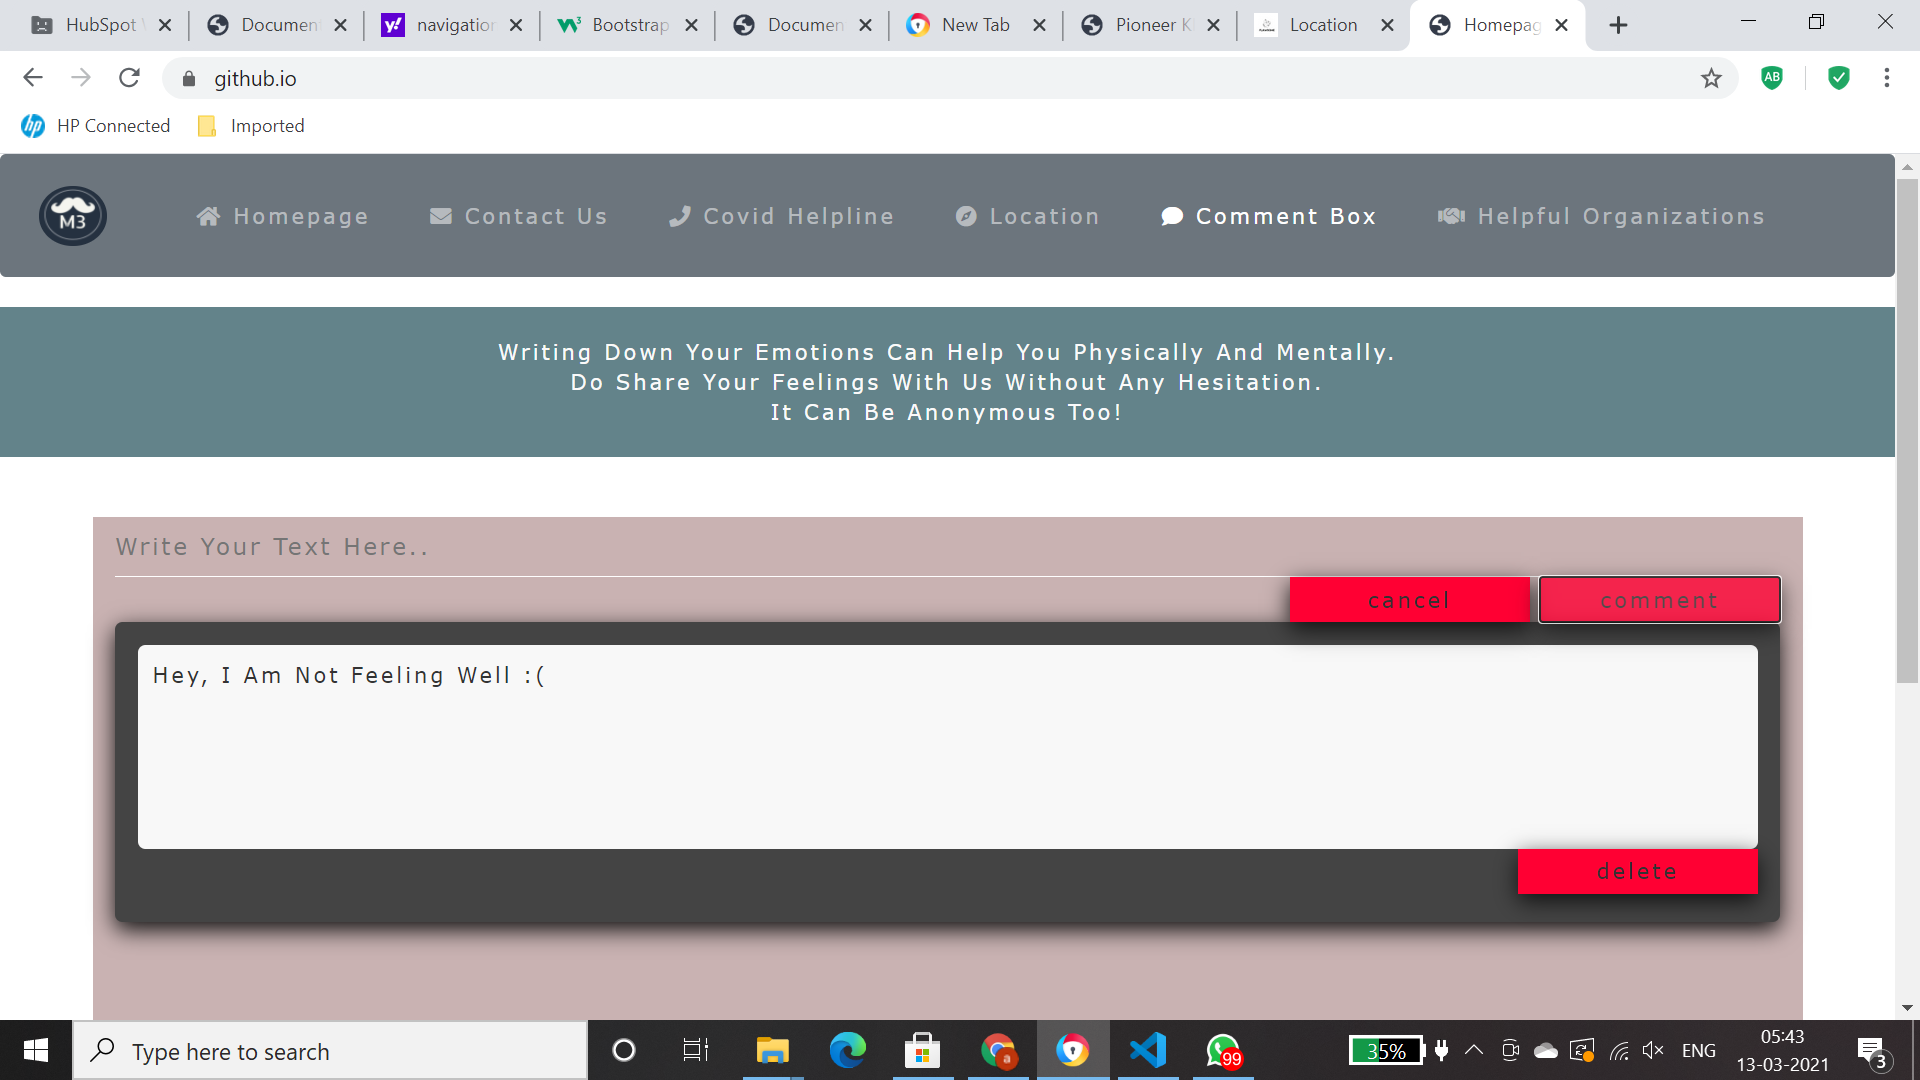 HubSpot
Documen
navigation
Bootstrap
Documen
New Tab
Pioneer K
Location
Homepag
github.io
AB
hp HP Connected
Imported
M3
Homepage
Contact Us
Covid Helpline
Location
Comment Box
Helpful Organizations
Writing Down Your Emotions Can Help You Physically And Mentally.
Do Share Your Feelings With Us Without Any Hesitation.
It Can Be Anonymous Too!
Write Your Text Here..
cancel
comment
Hey, I Am Not Feeling Well :(
delete
Type here to search
a
99
35%
ENG
05:43
13-03-2021
3